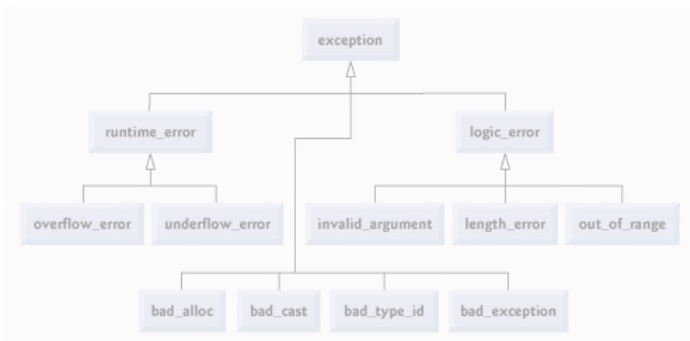 exception
runtime_error
logic_error
overflow_error
underflow_error
invalid_argument
length_error
out_of_range
bad_alloc
bad_cast
bad_type_id
bad_exception